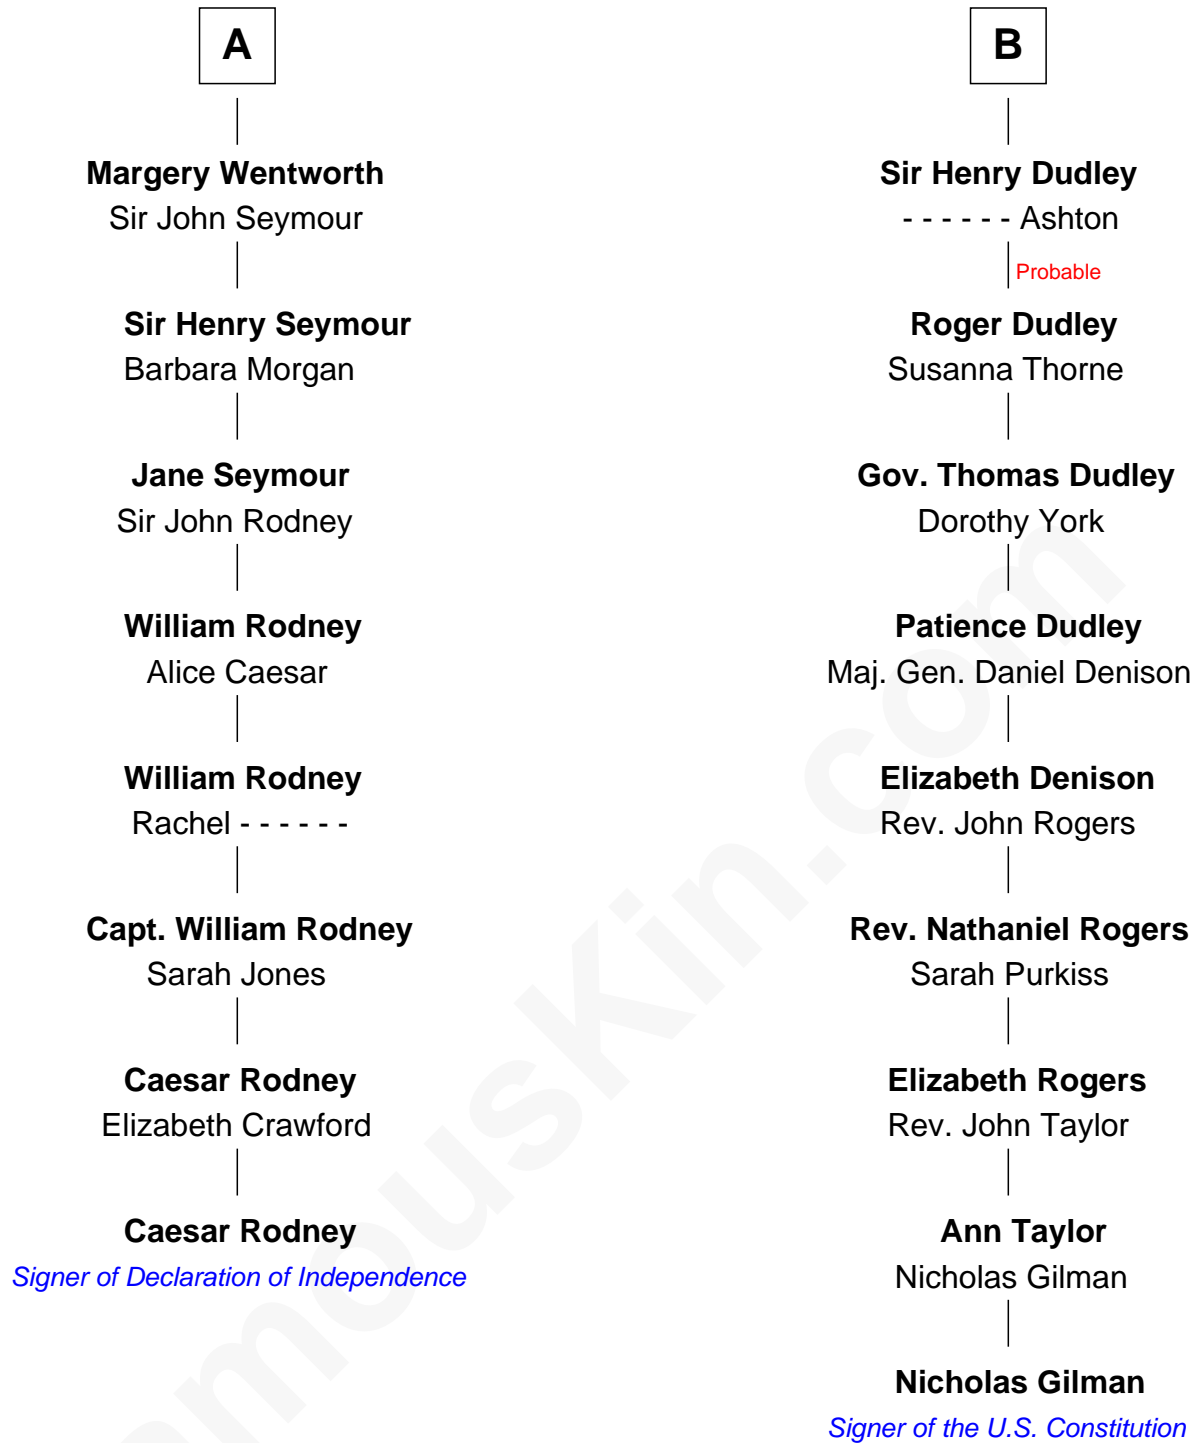 A
Margery Wentworth
Sir John Seymour
Sir Henry Seymour
Barbara Morgan
Jane Seymour
Sir John Rodney
William Rodney
Alice Caesar
William Rodney
Rachel - - - - - -
Capt. William Rodney
Sarah Jones
Caesar Rodney
Elizabeth Crawford
Caesar Rodney
Signer of Declaration of Independence
B
Sir Henry Dudley
- - - - - - Ashton
Probable
Roger Dudley
Susanna Thorne
Gov. Thomas Dudley
Dorothy York
Patience Dudley
Maj. Gen. Daniel Denison
Elizabeth Denison
Rev. John Rogers
Rev. Nathaniel Rogers
Sarah Purkiss
Elizabeth Rogers
Rev. John Taylor
Ann Taylor
Nicholas Gilman
Nicholas Gilman
Signer of the U.S. Constitution
amouskin.com